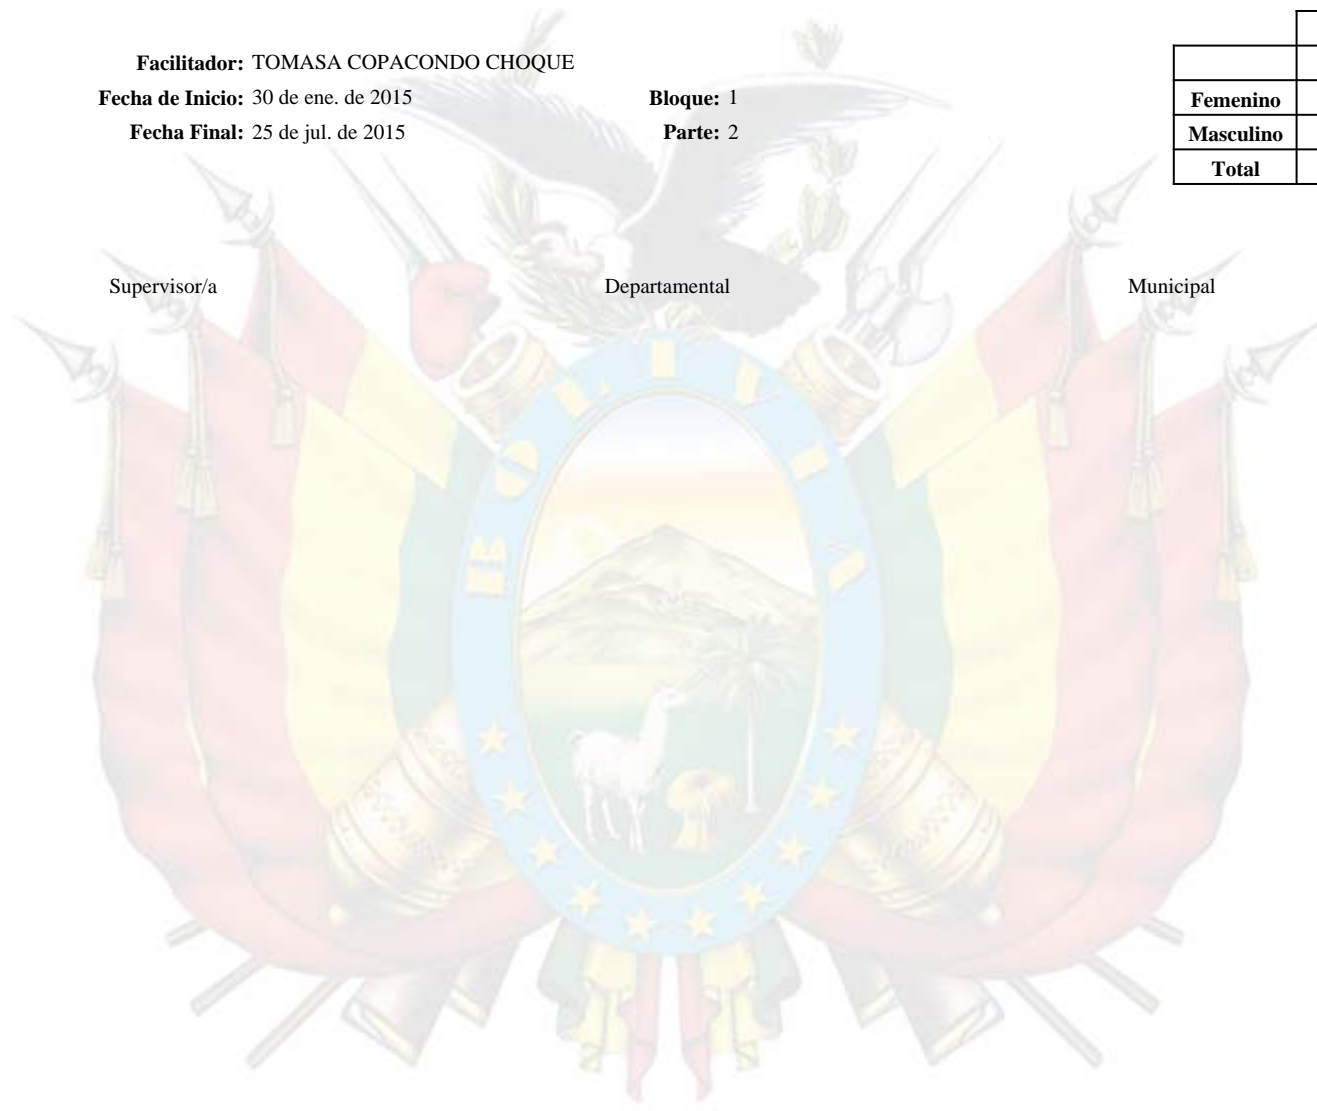 Facilitador: TOMASA COPACONDO CHOQUE
Fecha de Inicio: 30 de ene. de 2015 Bloque: 1
Fecha Final: 25 de jul. de 2015 Parte: 2
Femenino
Masculino
Total
Supervisor/a Departamental Municipal
BOLIVIA